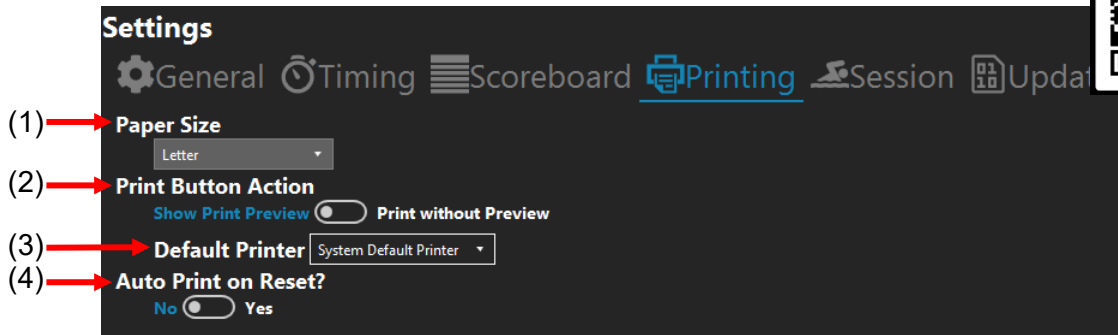 Settings
General Timing Scoreboard Printing Session Updat
(1) Paper Size
Letter
(2) Print Button Action
Show Print Preview Print without Preview
(3) Default Printer System Default Printer
(4) Auto Print on Reset?
No Yes